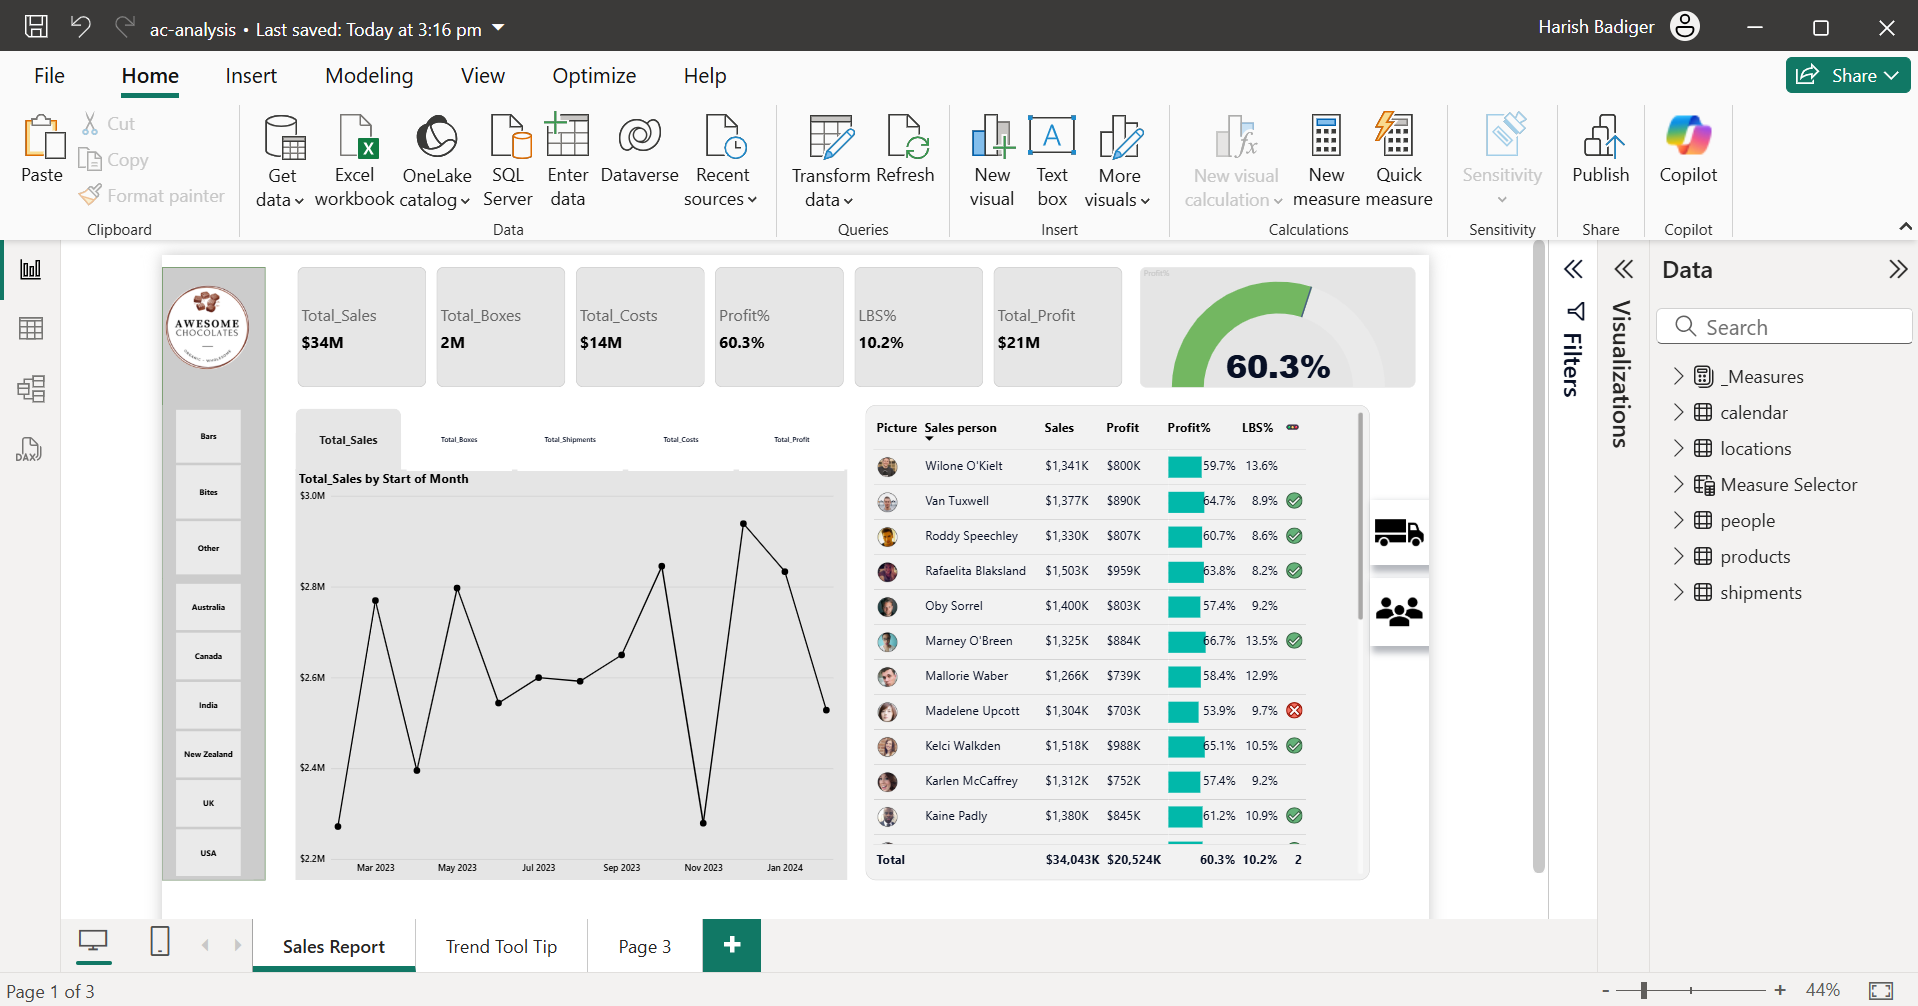 ac-analysis • Last saved: Today at 3:16 pm
Harish Badiger
File
Home
Insert
Modeling
View
Optimize
Help
Share
Paste
Cut
Copy
Format painter
Clipboard
Get
data
Excel
workbook
OneLake
catalog
SQL
Server
Enter
data
Dataverse
Recent
sources
Data
Transform
data
Refresh
Queries
New
visual
Text
box
More
visuals
Insert
New visual
calculation
New
measure
Quick
measure
Calculations
Sensitivity
Sensitivity
Publish
Share
Copilot
Copilot
AWESOME
CHOCOLATES
Bars
Bites
Other
Australia
Canada
India
New Zealand
UK
USA
Total_Sales
$34M
Total_Boxes
2M
Total_Costs
$14M
Profit%
60.3%
LBS%
10.2%
Total_Profit
$21M
Profit%
60.3%
Total_Sales
Total_Boxes
Total_Shipments
Total_Costs
Total_Profit
Total_Sales by Start of Month
$3.0M
$2.8M
$2.6M
$2.4M
$2.2M
Mar 2023
May 2023
Jul 2023
Sep 2023
Nov 2023
Jan 2024
Picture Sales person Sales Profit Profit% LBS%
Wilone O'Kielt $1,341K $800K 59.7% 13.6%
Van Tuxwell $1,377K $890K 64.7% 8.9%
Roddy Speechley $1,330K $807K 60.7% 8.6%
Rafaelita Blaksland $1,503K $959K 63.8% 8.2%
Oby Sorrel $1,400K $803K 57.4% 9.2%
Marney O'Breen $1,325K $884K 66.7% 13.5%
Mallorie Waber $1,266K $739K 58.4% 12.9%
Madelene Upcott $1,304K $703K 53.9% 9.7%
Kelci Walkden $1,518K $988K 65.1% 10.5%
Karlen McCaffrey $1,312K $752K 57.4% 9.2%
Kaine Padly $1,380K $845K 61.2% 10.9%
Total $34,043K $20,524K 60.3% 10.2% 2
Filters
Visualizations
Data
Search
_Measures
calendar
locations
Measure Selector
people
products
shipments
DAX
Sales Report
Trend Tool Tip
Page 3
+
Page 1 of 3
- + 44%